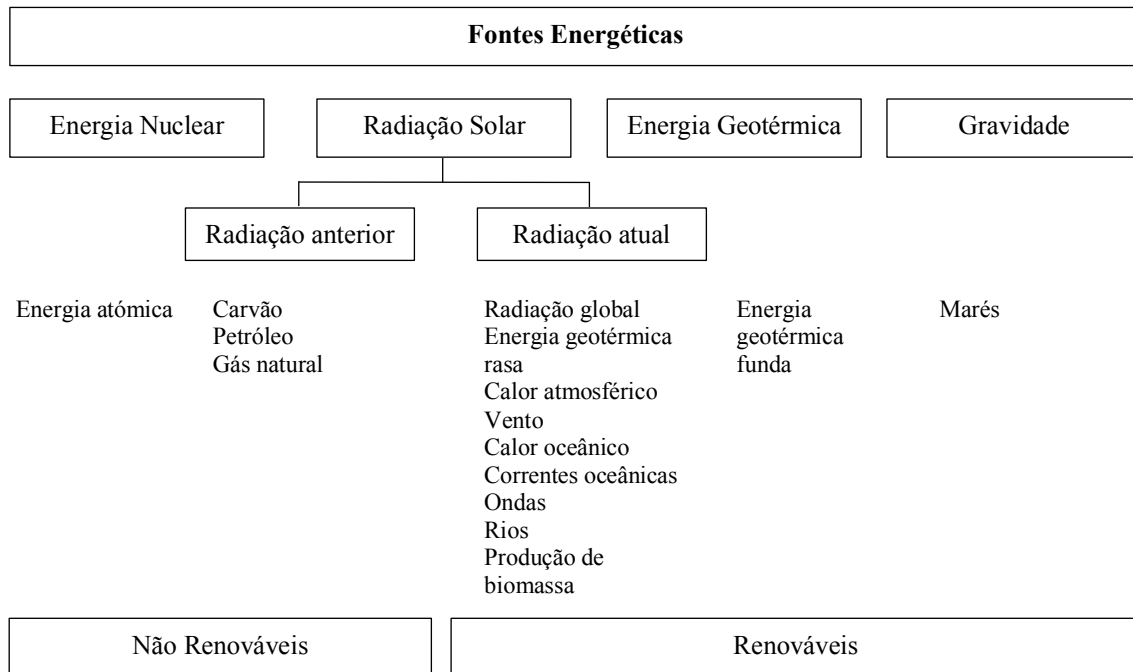 Fontes Energéticas
Energia Nuclear
Radiação Solar
Energia Geotérmica
Gravidade
Radiação anterior
Radiação atual
Energia atómica
Carvão
Petróleo
Gás natural
Radiação global
Energia geotérmica
rasa
Calor atmosférico
Vento
Calor oceânico
Correntes oceânicas
Ondas
Rios
Produção de
biomassa
Energia
geotérmica
funda
Marés
Não Renováveis
Renováveis